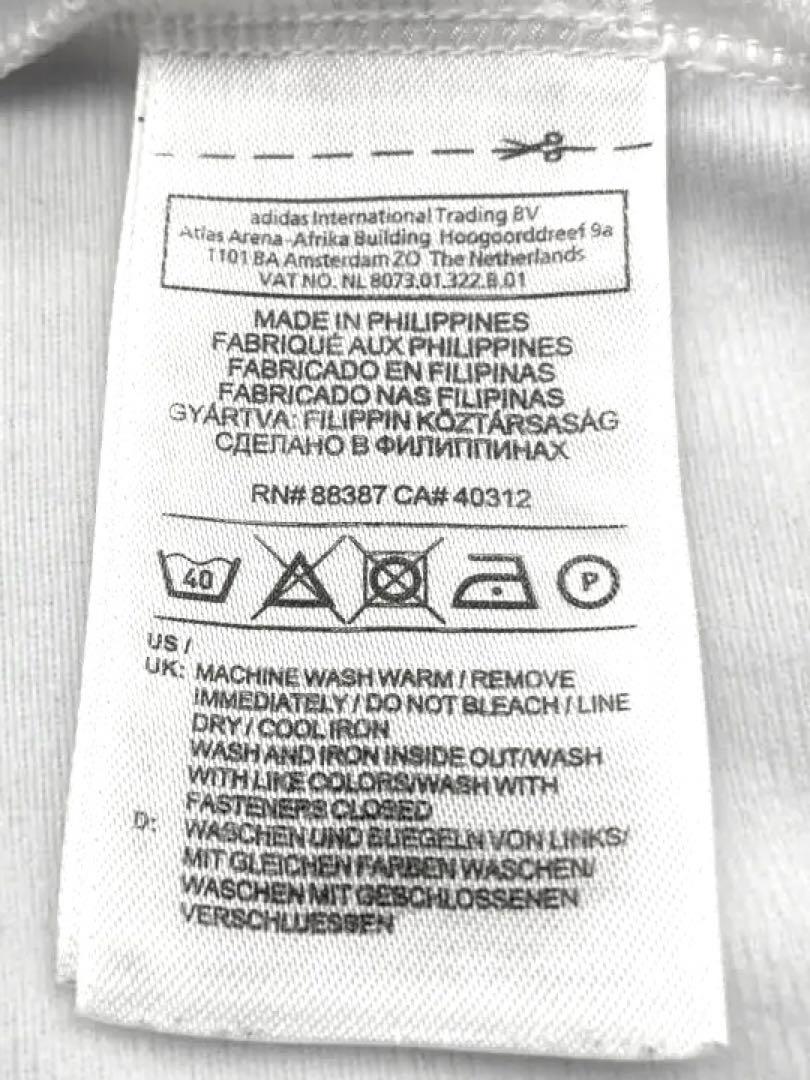 adidas International Trading BV
Atlas Arena-Afrika Building Hoogoorddreef 9a
1101 BA Amsterdam ZO The Netherlands
VAT NO. NL 8073.01.322.B.01
MADE IN PHILIPPINES
FABRIQUÉ AUX PHILIPPINES
FABRICADO EN FILIPINAS
FABRICADO NAS FILIPINAS
GYÁRTVA: FILIPPIN KÖZTÁRSASÁG
СДЕЛАНО В ФИЛИППИНАХ
RN# 88387 CA# 40312
40 P
US /
UK: MACHINE WASH WARM / REMOVE
IMMEDIATELY / DO NOT BLEACH / LINE
DRY / COOL IRON
WASH AND IRON INSIDE OUT/WASH
WITH LIKE COLORS/WASH WITH
FASTENERS CLOSED
D: WASCHEN UND BUEGELN VON LINKS/
MIT GLEICHEN FARBEN WASCHEN/
WASCHEN MIT GESCHLOSSENEN
VERSCHLUESSEN